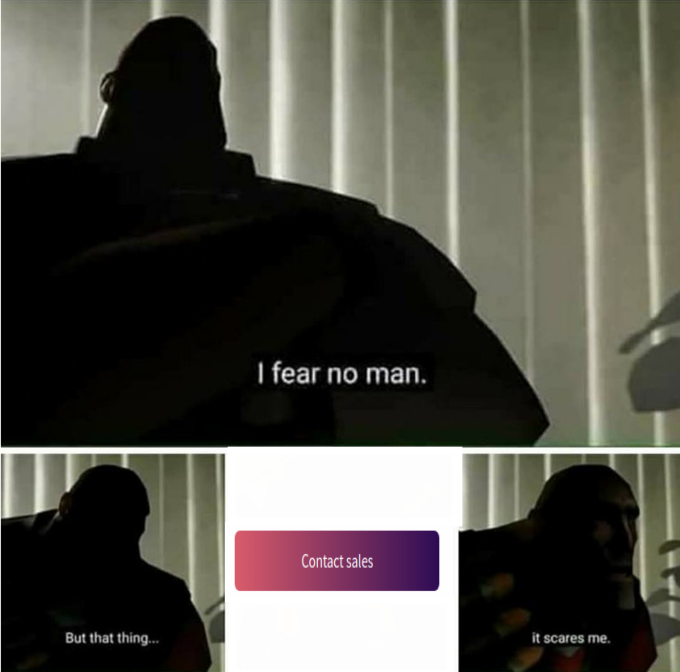 I fear no man.
But that thing...
Contact sales
it scares me.